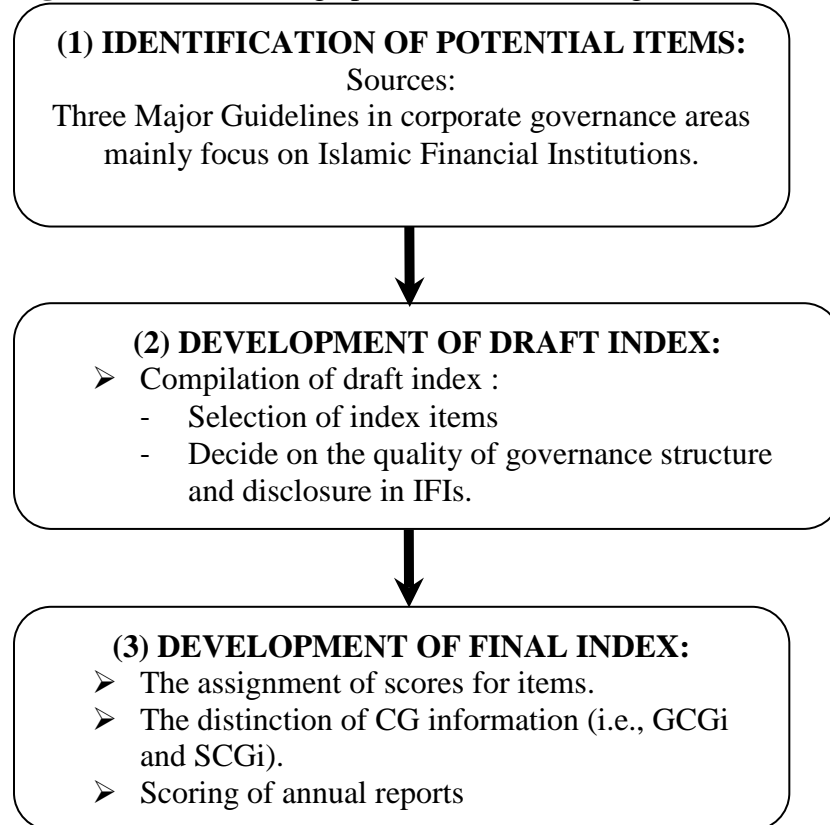 (1) IDENTIFICATION OF POTENTIAL ITEMS:
Sources:
Three Major Guidelines in corporate governance areas
mainly focus on Islamic Financial Institutions.
(2) DEVELOPMENT OF DRAFT INDEX:
➢ Compilation of draft index :
- Selection of index items
- Decide on the quality of governance structure
and disclosure in IFIs.
(3) DEVELOPMENT OF FINAL INDEX:
➢ The assignment of scores for items.
➢ The distinction of CG information (i.e., GCGi
and SCGi).
➢ Scoring of annual reports